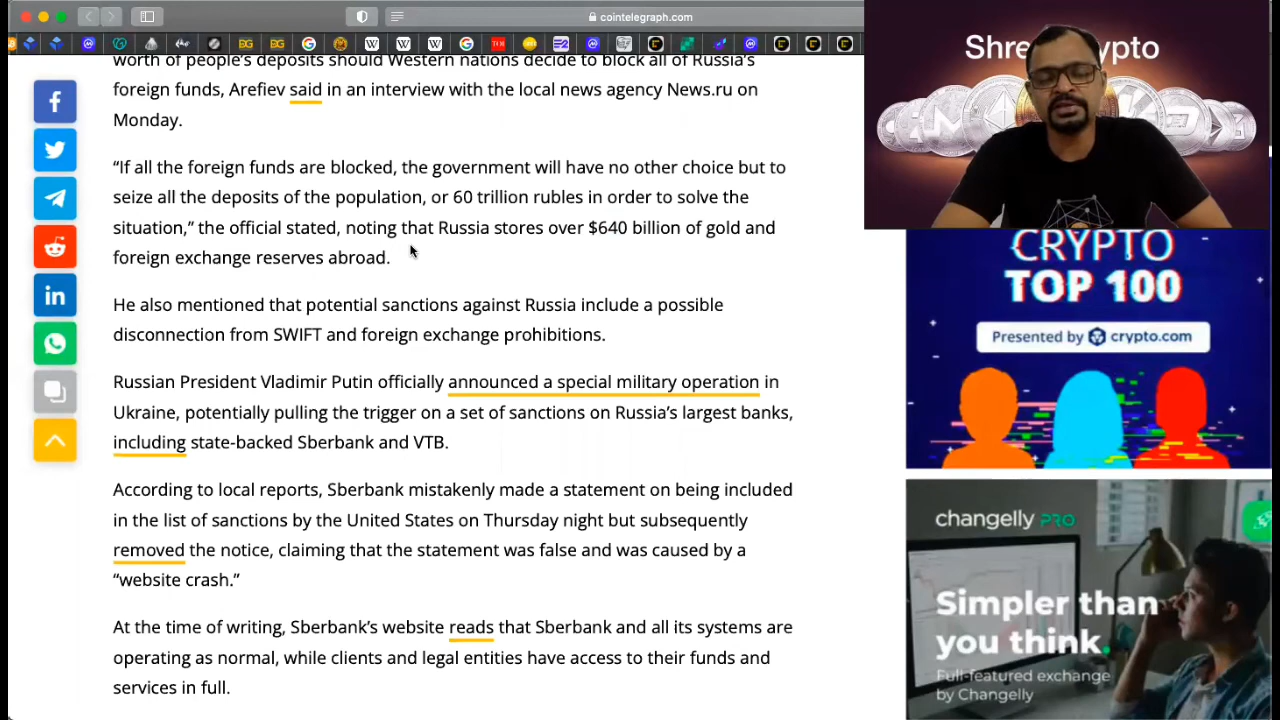 cointelegraph.com
worth of people's deposits should Western nations decide to block all of Russia's
foreign funds, Arefiev said in an interview with the local news agency News.ru on
Monday.
“If all the foreign funds are blocked, the government will have no other choice but to
seize all the deposits of the population, or 60 trillion rubles in order to solve the
situation,” the official stated, noting that Russia stores over $640 billion of gold and
foreign exchange reserves abroad.
He also mentioned that potential sanctions against Russia include a possible
disconnection from SWIFT and foreign exchange prohibitions.
Russian President Vladimir Putin officially announced a special military operation in
Ukraine, potentially pulling the trigger on a set of sanctions on Russia’s largest banks,
including state-backed Sberbank and VTB.
According to local reports, Sberbank mistakenly made a statement on being included
in the list of sanctions by the United States on Thursday night but subsequently
removed the notice, claiming that the statement was false and was caused by a
“website crash.”
At the time of writing, Sberbank’s website reads that Sberbank and all its systems are
operating as normal, while clients and legal entities have access to their funds and
services in full.
CRYPTO
TOP 100
Presented by crypto.com
changelly PRO
Simpler than
you think.
Full-featured exchange
by Changelly